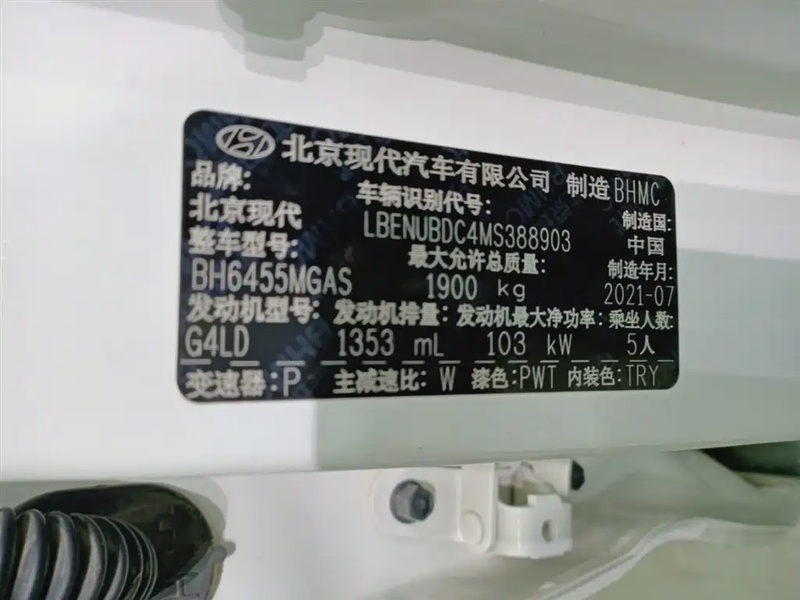 北京现代汽车有限公司 制造 BHMC
品牌: 车辆识别代号: 制造国:
北京现代 LBENUBDC4MS388903 中国
整车型号: 最大允许总质量: 制造年月:
BH6455MGAS 1900 kg 2021-07
发动机型号: 发动机排量: 发动机最大净功率: 乘坐人数:
G4LD 1353 mL 103 kW 5人
变速器: P 主减速比: W 漆色: PWT 内装色: TRY